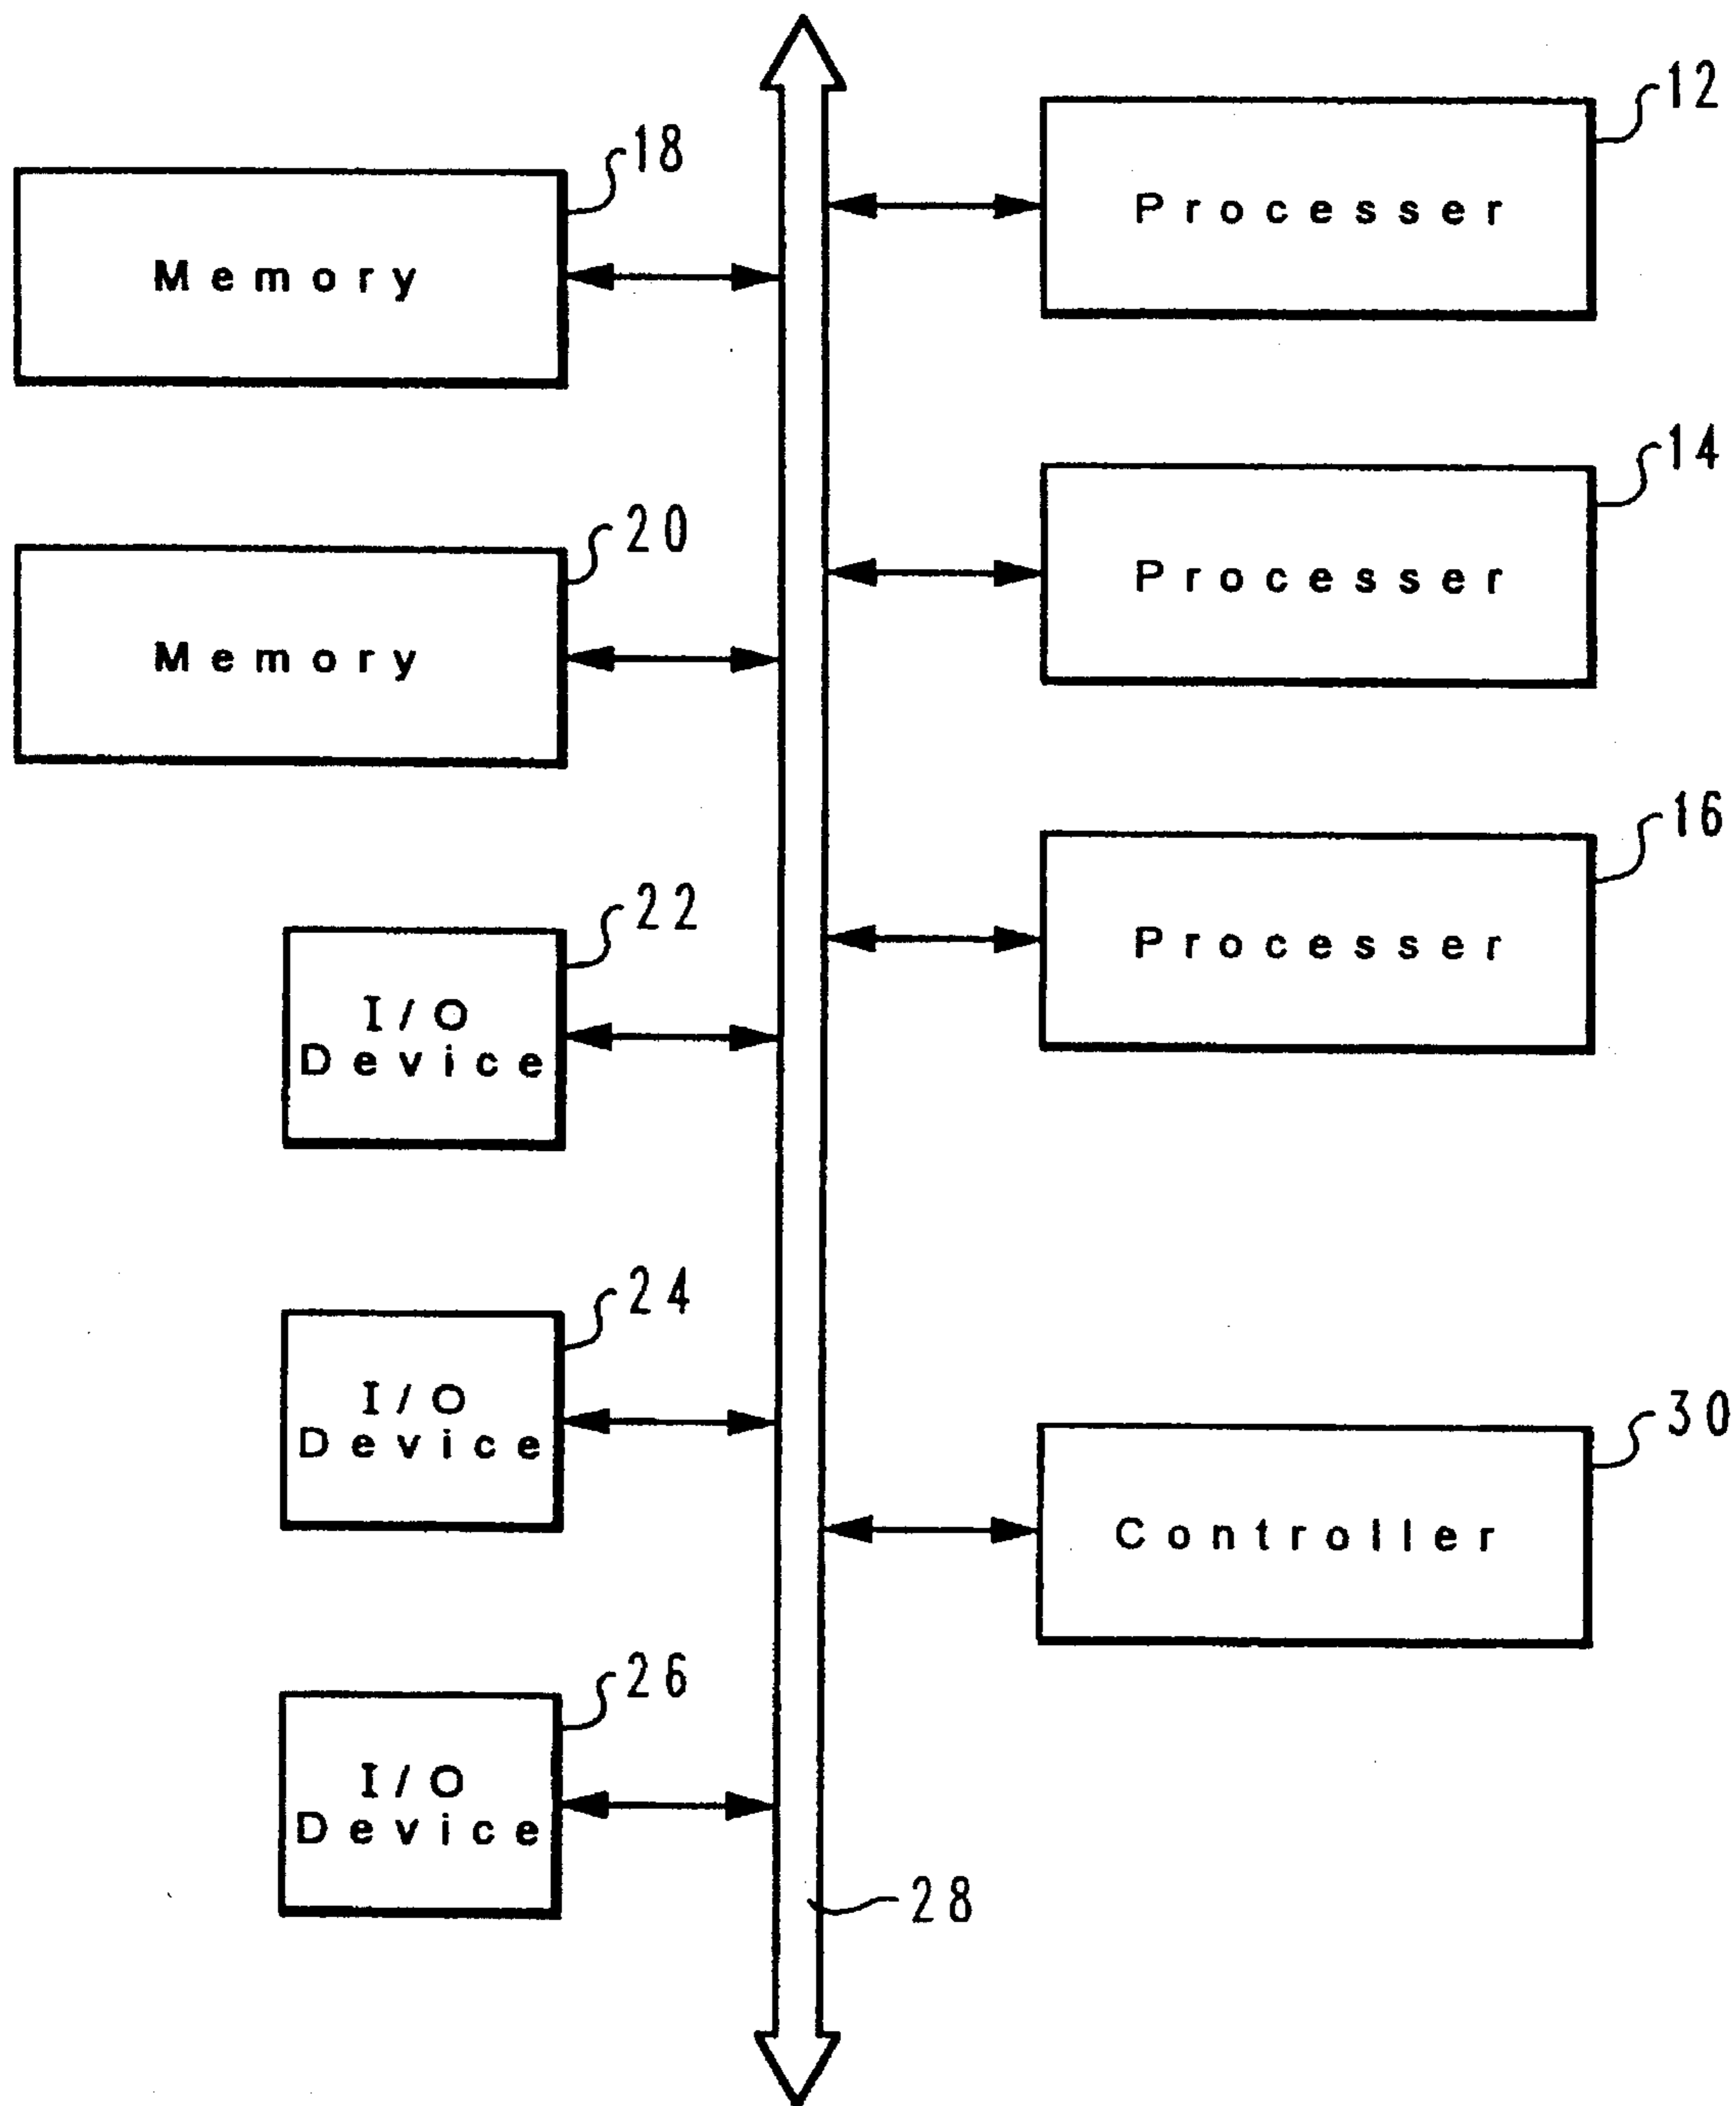 12
Processer
18
Memory
14
Processer
20
Memory
16
Processer
22
I/O
Device
24
I/O
Device
30
Controller
26
I/O
Device
28